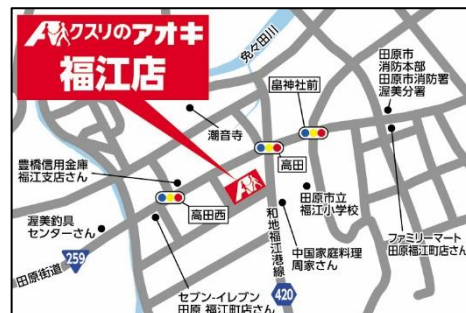 クスリのアオキ
福江店
免々田川
畠神社前
田原市
消防本部
田原市消防署
渥美分署
潮音寺
高田
豊橋信用金庫
福江支店さん
高田西
田原市立
福江小学校
渥美釣具
センターさん
259
田原街道
和地福江港線
中国家庭料理
周家さん
ファミリーマート
田原福江町店さん
セブン-イレブン
田原 福江町店さん
420